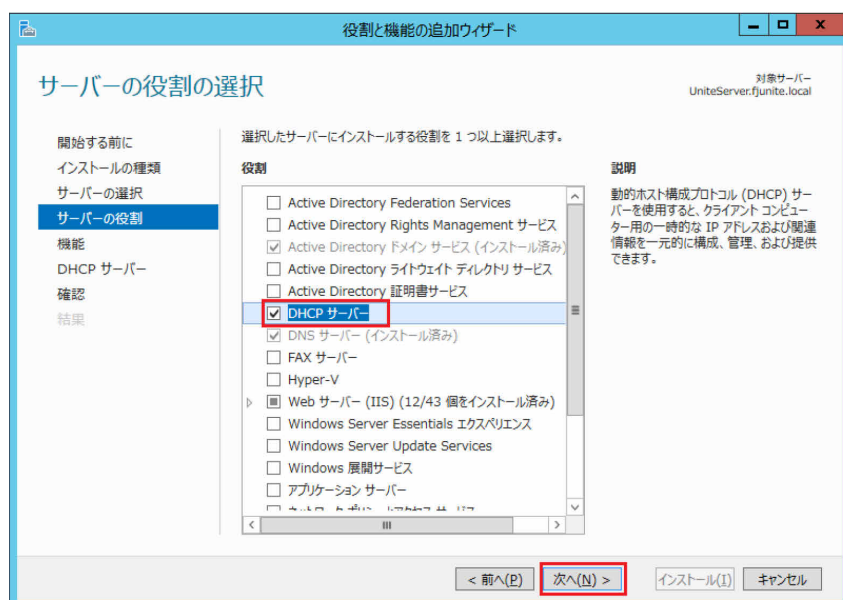 役割と機能の追加ウィザード
サーバーの役割の選択
対象サーバー
UniteServer.fjunite.local
開始する前に
インストールの種類
サーバーの選択
サーバーの役割
機能
DHCP サーバー
確認
結果
選択したサーバーにインストールする役割を 1 つ以上選択します。
役割
Active Directory Federation Services
Active Directory Rights Management サービス
Active Directory ドメイン サービス (インストール済み)
Active Directory ライトウェイト ディレクトリ サービス
Active Directory 証明書サービス
DHCP サーバー
DNS サーバー (インストール済み)
FAX サーバー
Hyper-V
Web サーバー (IIS) (12/43 個をインストール済み)
Windows Server Essentials エクスペリエンス
Windows Server Update Services
Windows 展開サービス
アプリケーション サーバー
説明
動的ホスト構成プロトコル (DHCP) サー
バーを使用すると、クライアント コンピュー
ター用の一時的な IP アドレスおよび関連
情報を一元的に構成、管理、および提供
できます。
< 前へ(P)
次へ(N) >
インストール(I)
キャンセル